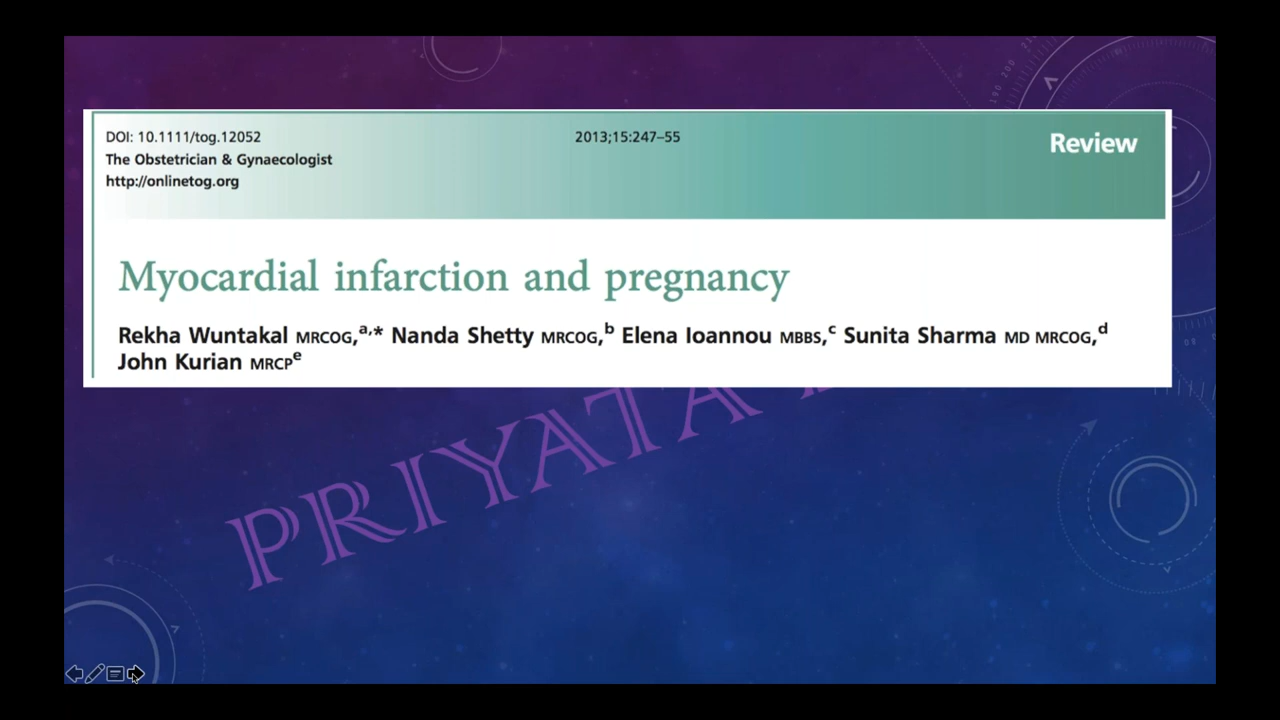 DOI: 10.1111/tog.12052
The Obstetrician & Gynaecologist
http://onlinetog.org
2013;15:247–55
Review
Myocardial infarction and pregnancy
Rekha Wuntakal MRCOG,a,* Nanda Shetty MRCOG,b Elena Ioannou MBBS,c Sunita Sharma MD MRCOG,d
John Kurian MRCPe
PRIYATA